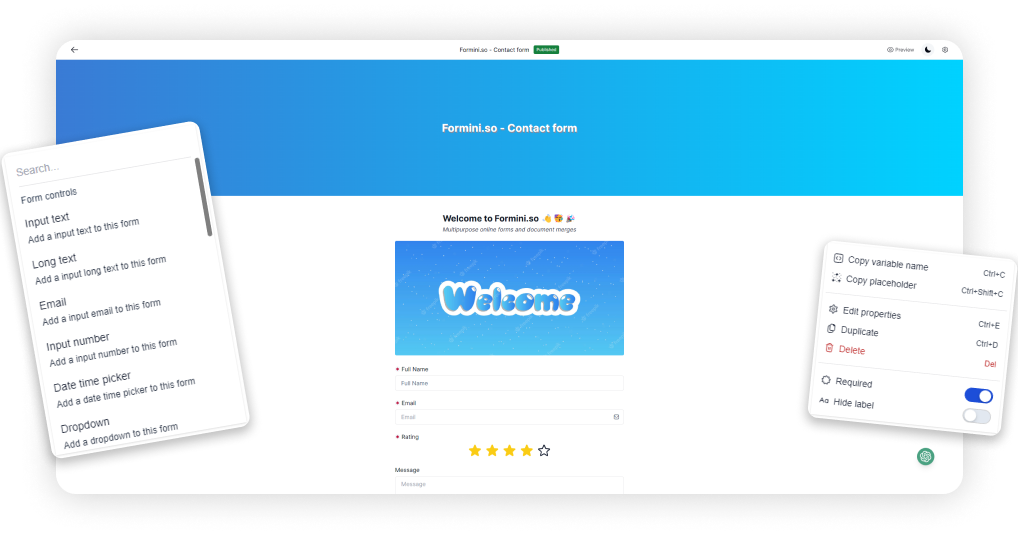 Formini.so - Contact form Published
Preview
Formini.so - Contact form
Search...
Form controls
Input text
Add a input text to this form
Long text
Add a input long text to this form
Email
Add a input email to this form
Input number
Add a input number to this form
Date time picker
Add a date time picker to this form
Dropdown
Add a dropdown to this form
Welcome to Formini.so 👋 🥳 🎉
Multipurpose online forms and document merges
Welcome
* Full Name
Full Name
* Email
Email
* Rating
Message
Message
Copy variable name Ctrl+C
Copy placeholder Ctrl+Shift+C
Edit properties Ctrl+E
Duplicate Ctrl+D
Delete Del
Required
Aa Hide label